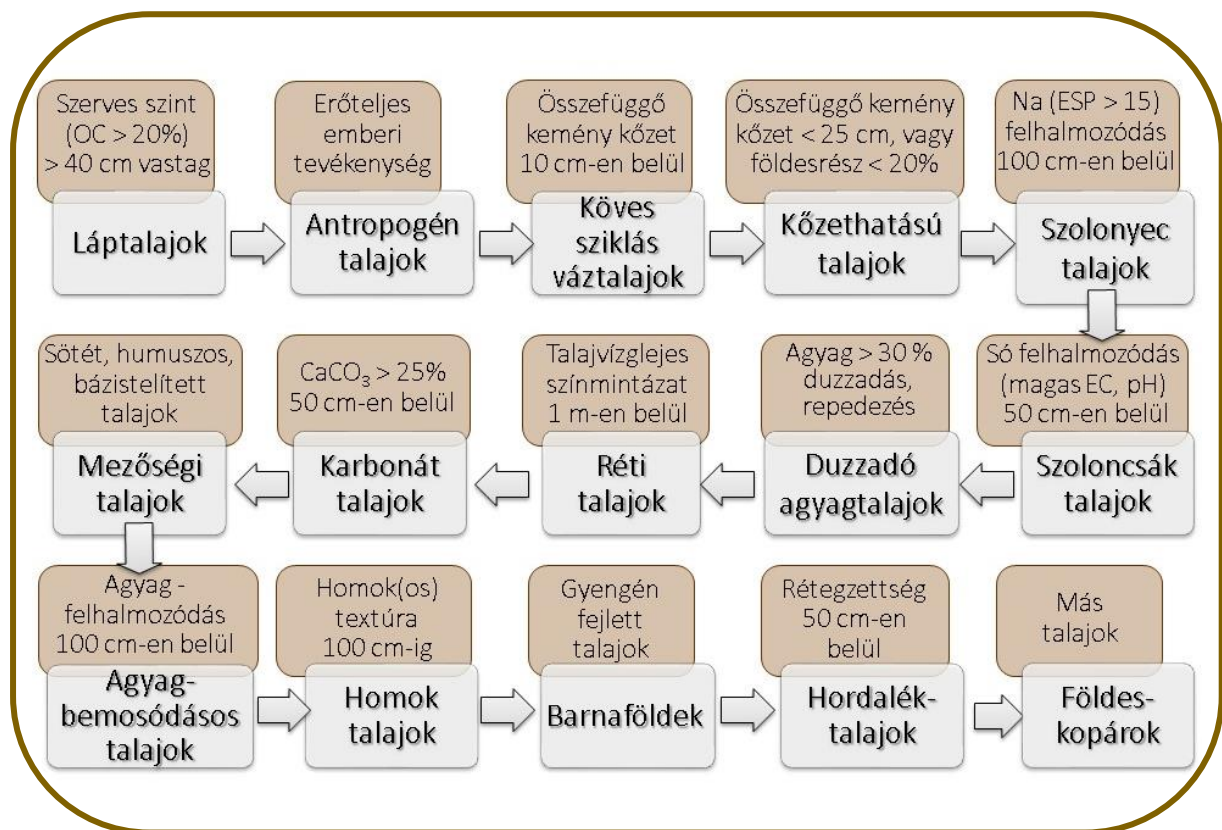 Szerves szint
(OC > 20%)
> 40 cm vastag
Láptalajok
Erőteljes
emberi
tevékenység
Antropogén
talajok
Összefüggő
kemény kőzet
10 cm-en belül
Köves
sziklás
váztalajok
Összefüggő kemény
kőzet < 25 cm, vagy
földesrész < 20%
Kőzethatású
talajok
Na (ESP > 15)
felhalmozódás
100 cm-en belül
Szolonyec
talajok
Só felhalmozódás
(magas EC, pH)
50 cm-en belül
Szoloncsák
talajok
Agyag > 30 %
duzzadás,
repedezés
Duzzadó
agyagtalajok
Talajvízglejes
színmintázat
1 m-en belül
Réti
talajok
CaCO₃ > 25%
50 cm-en belül
Karbonát
talajok
Sötét, humuszos,
bázistelített
talajok
Mezőségi
talajok
Agyag -
felhalmozódás
100 cm-en belül
Agyag-
bemosódásos
talajok
Homok(os)
textúra
100 cm-ig
Homok
talajok
Gyengén
fejlett
talajok
Barnaföldek
Rétegzettség
50 cm-en
belül
Hordalék-
talajok
Más
talajok
Földes-
kopárok